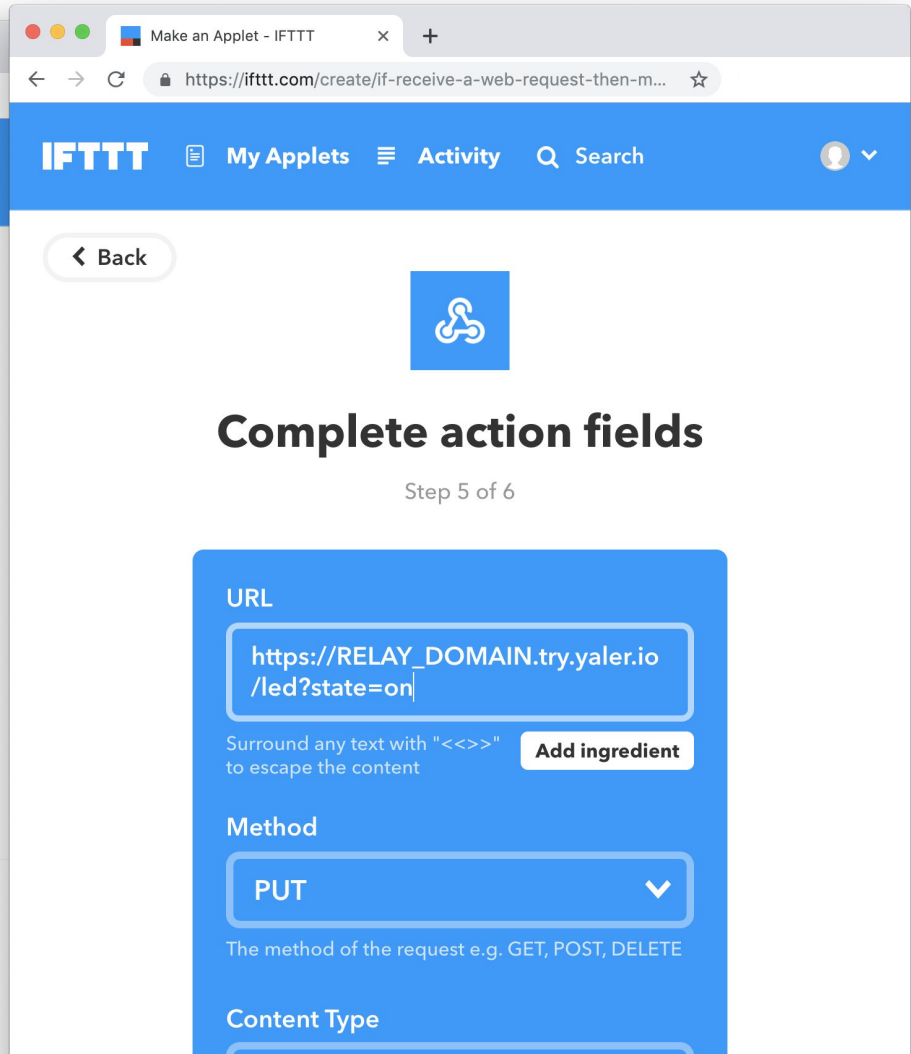 Make an Applet - IFTTT
https://ifttt.com/create/if-receive-a-web-request-then-m...
IFTTT My Applets Activity Search
Back
Complete action fields
Step 5 of 6
URL
https://RELAY_DOMAIN.try.yaler.io
/led?state=on
Surround any text with "<<>>"
to escape the content
Add ingredient
Method
PUT
The method of the request e.g. GET, POST, DELETE
Content Type